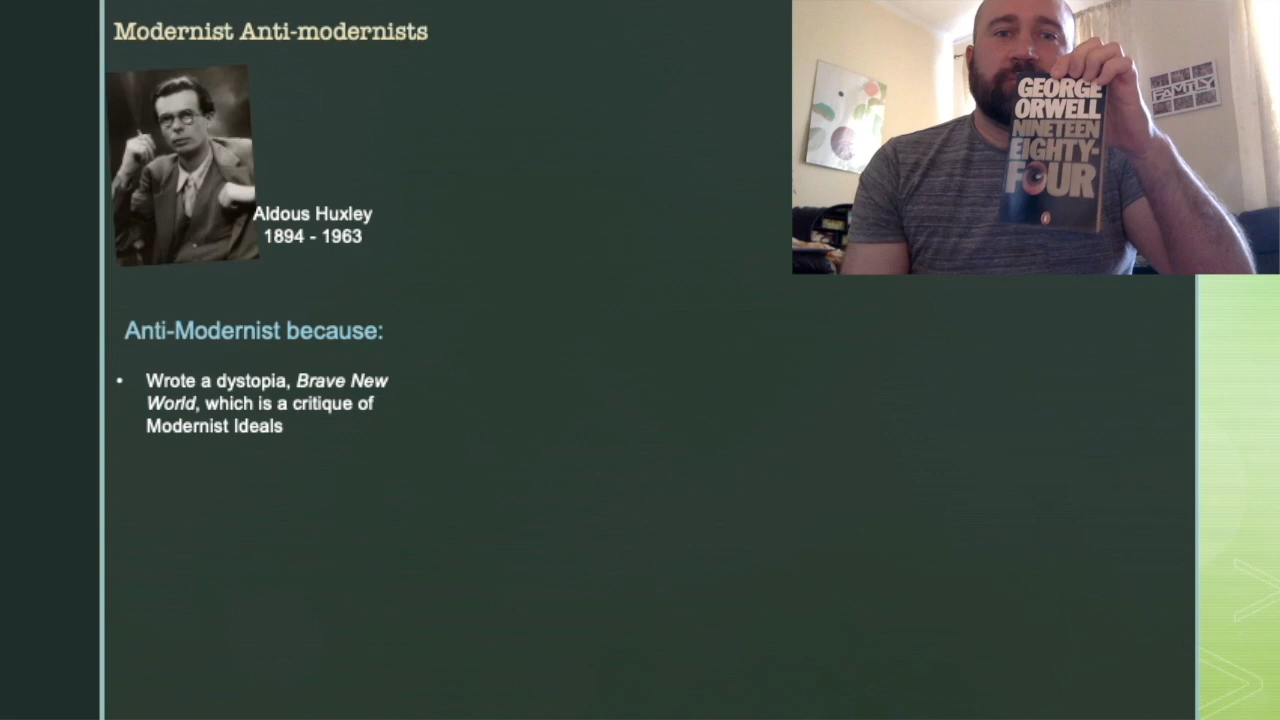 Modernist Anti-modernists
Aldous Huxley
1894 - 1963
Anti-Modernist because:
• Wrote a dystopia, Brave New
World, which is a critique of
Modernist Ideals
GEORGE
ORWELL
NINETEEN
EIGHTY-
FOUR
FAMILY